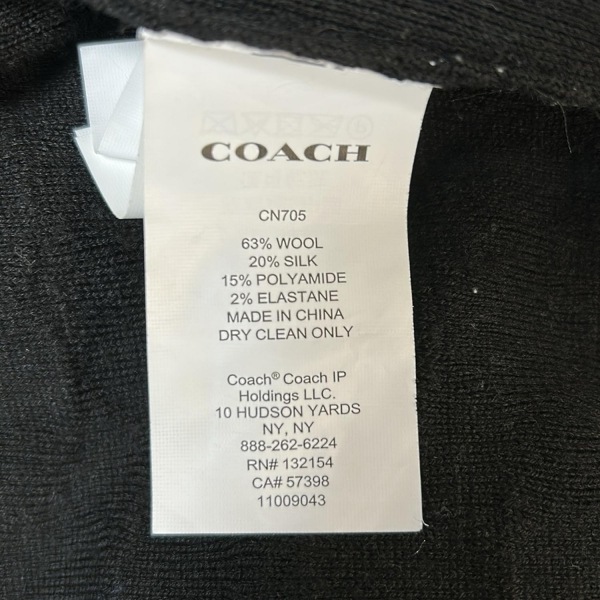 COACH
CN705
63% WOOL
20% SILK
15% POLYAMIDE
2% ELASTANE
MADE IN CHINA
DRY CLEAN ONLY
Coach® Coach IP
Holdings LLC.
10 HUDSON YARDS
NY, NY
888-262-6224
RN# 132154
CA# 57398
11009043